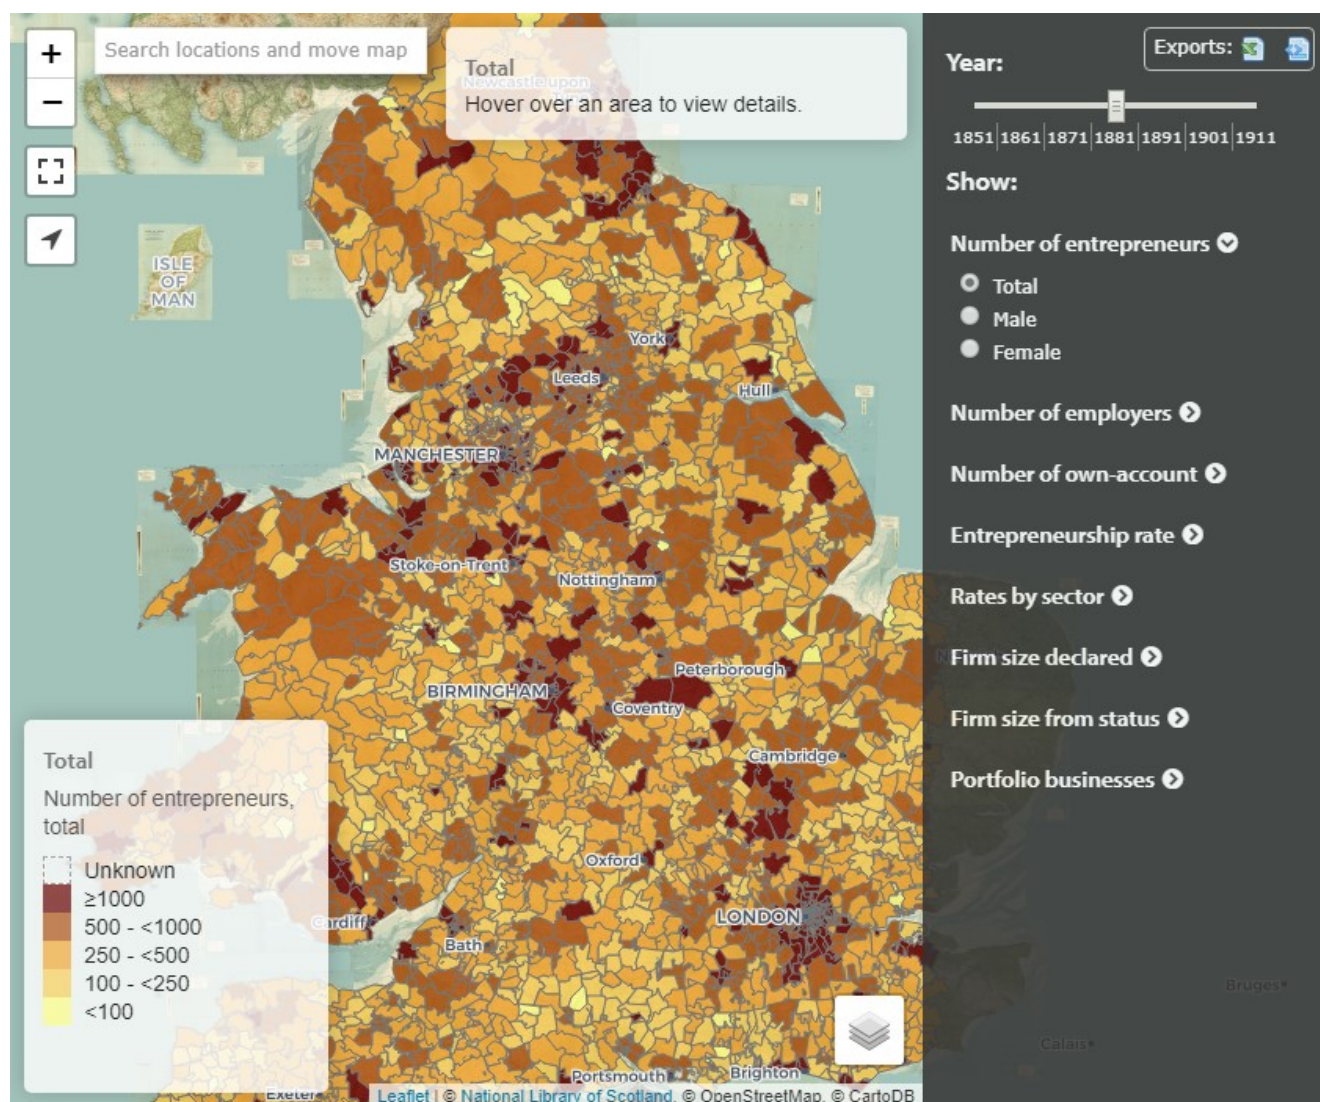 +
−
Search locations and move map
Total
Newcastle upon
Hover over an area to view details.
Exports:
Year:
1851|1861|1871|1881|1891|1901|1911
Show:
Number of entrepreneurs
Total
Male
Female
Number of employers
Number of own-account
Entrepreneurship rate
Rates by sector
Firm size declared
Firm size from status
Portfolio businesses
ISLE
OF
MAN
York
Leeds
Hull
MANCHESTER
Stoke-on-Trent
Nottingham
Peterborough
BIRMINGHAM
Coventry
Cambridge
Oxford
LONDON
Cardiff
Bath
Bruges
Calais
Portsmouth
Brighton
Exeter
Total
Number of entrepreneurs,
total
Unknown
≥1000
500 - <1000
250 - <500
100 - <250
<100
Leaflet | © National Library of Scotland, © OpenStreetMap, © CartoDB